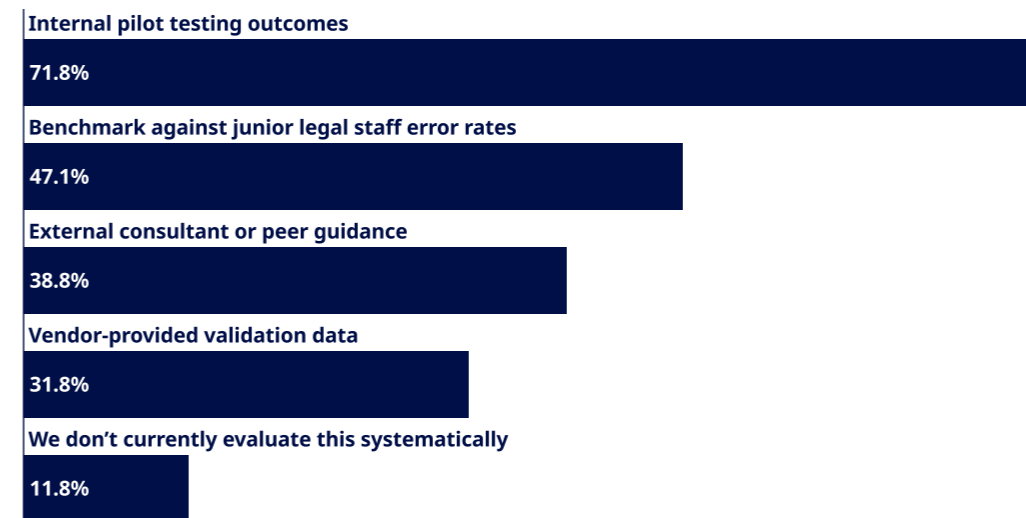 Internal pilot testing outcomes
71.8%
Benchmark against junior legal staff error rates
47.1%
External consultant or peer guidance
38.8%
Vendor-provided validation data
31.8%
We don’t currently evaluate this systematically
11.8%